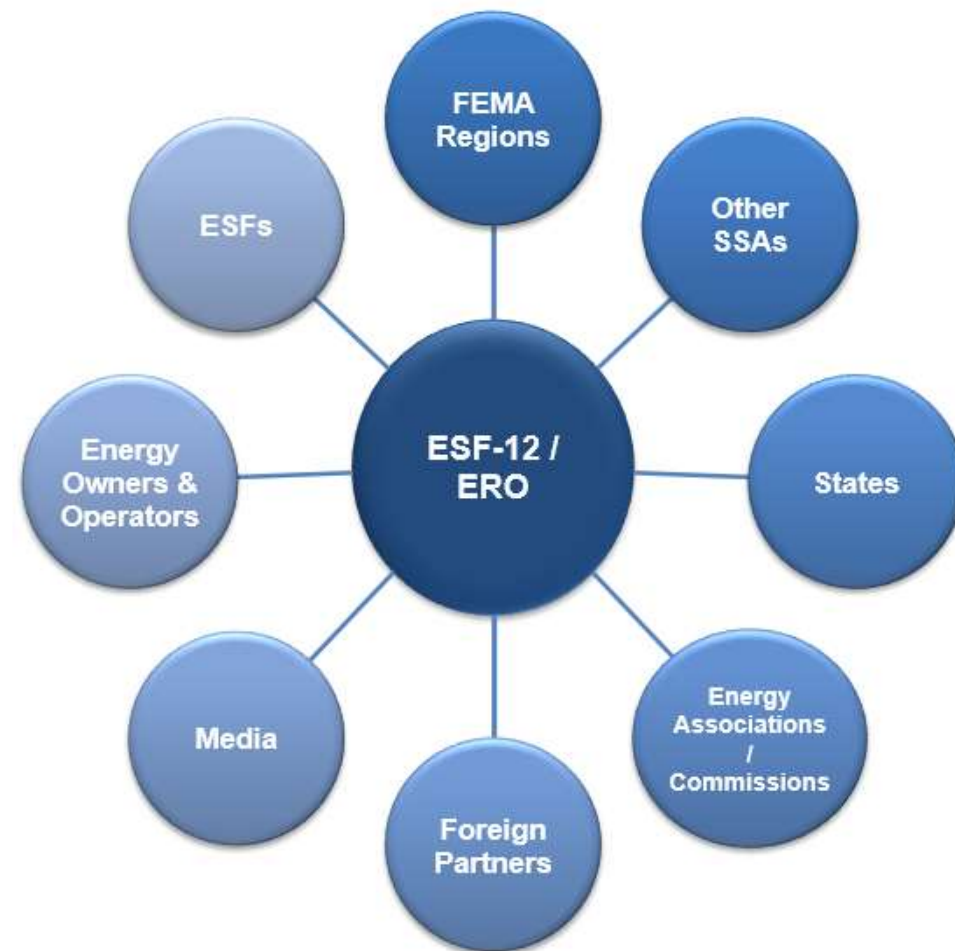 FEMA
Regions
Other
SSAs
States
Energy
Associations
/
Commissions
Foreign
Partners
Media
Energy
Owners &
Operators
ESFs
ESF-12 /
ERO